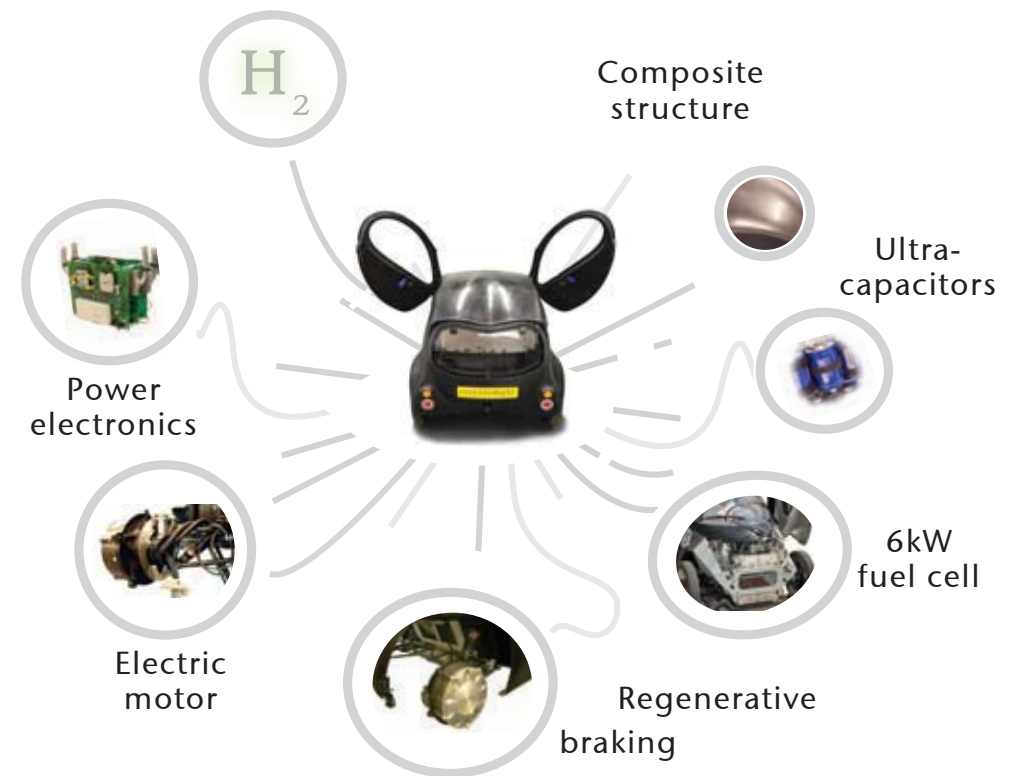 H2
Composite
structure
Ultra-
capacitors
Power
electronics
6kW
fuel cell
Electric
motor
Regenerative
braking